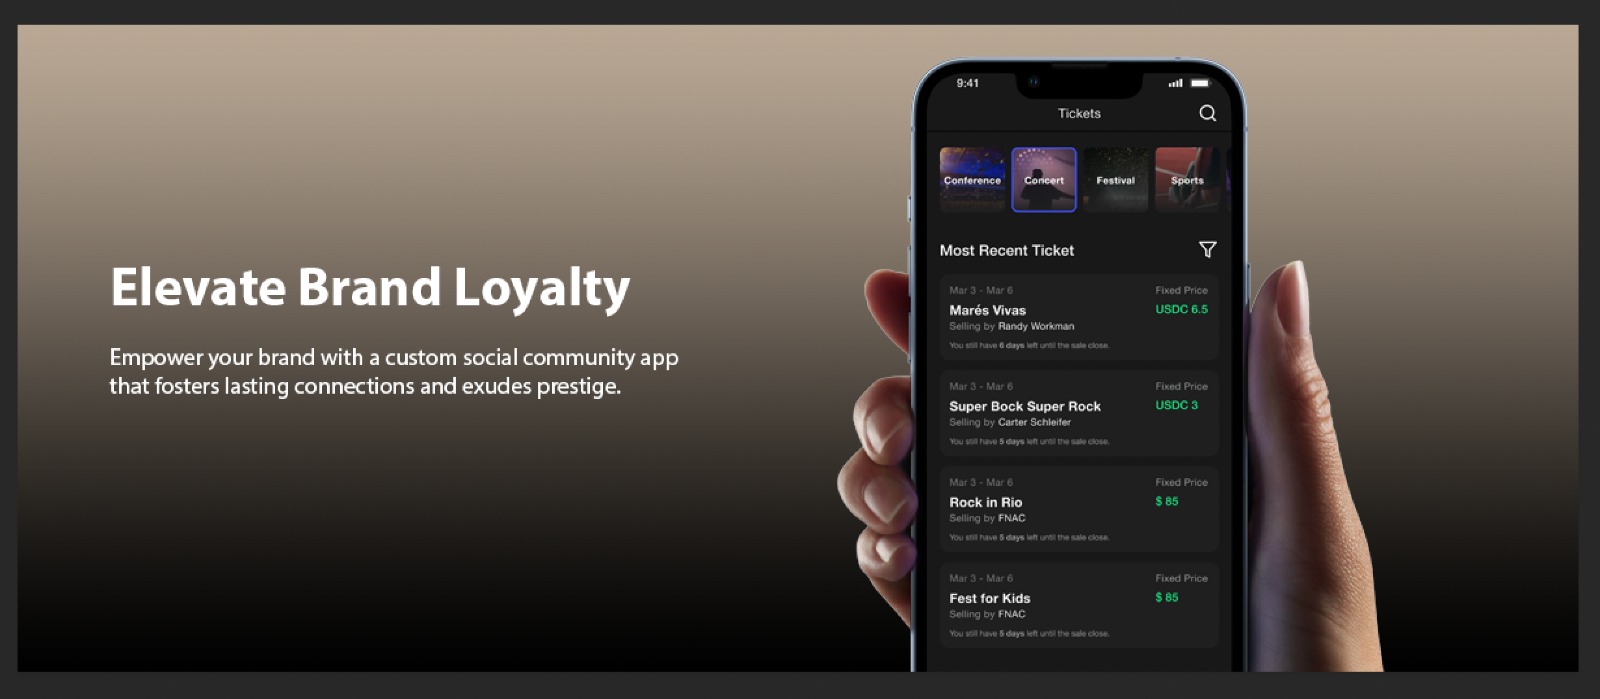 Elevate Brand Loyalty
Empower your brand with a custom social community app
that fosters lasting connections and exudes prestige.
9:41
Tickets
Conference
Concert
Festival
Sports
Most Recent Ticket
Mar 3 - Mar 6
Fixed Price
Marés Vivas
USDC 6.5
Selling by Randy Workman
You still have 6 days left until the sale close.
Mar 3 - Mar 6
Fixed Price
Super Bock Super Rock
USDC 3
Selling by Carter Schleifer
You still have 5 days left until the sale close.
Mar 3 - Mar 6
Fixed Price
Rock in Rio
$ 85
Selling by FNAC
You still have 5 days left until the sale close.
Mar 3 - Mar 6
Fixed Price
Fest for Kids
$ 85
Selling by FNAC
You still have 5 days left until the sale close.